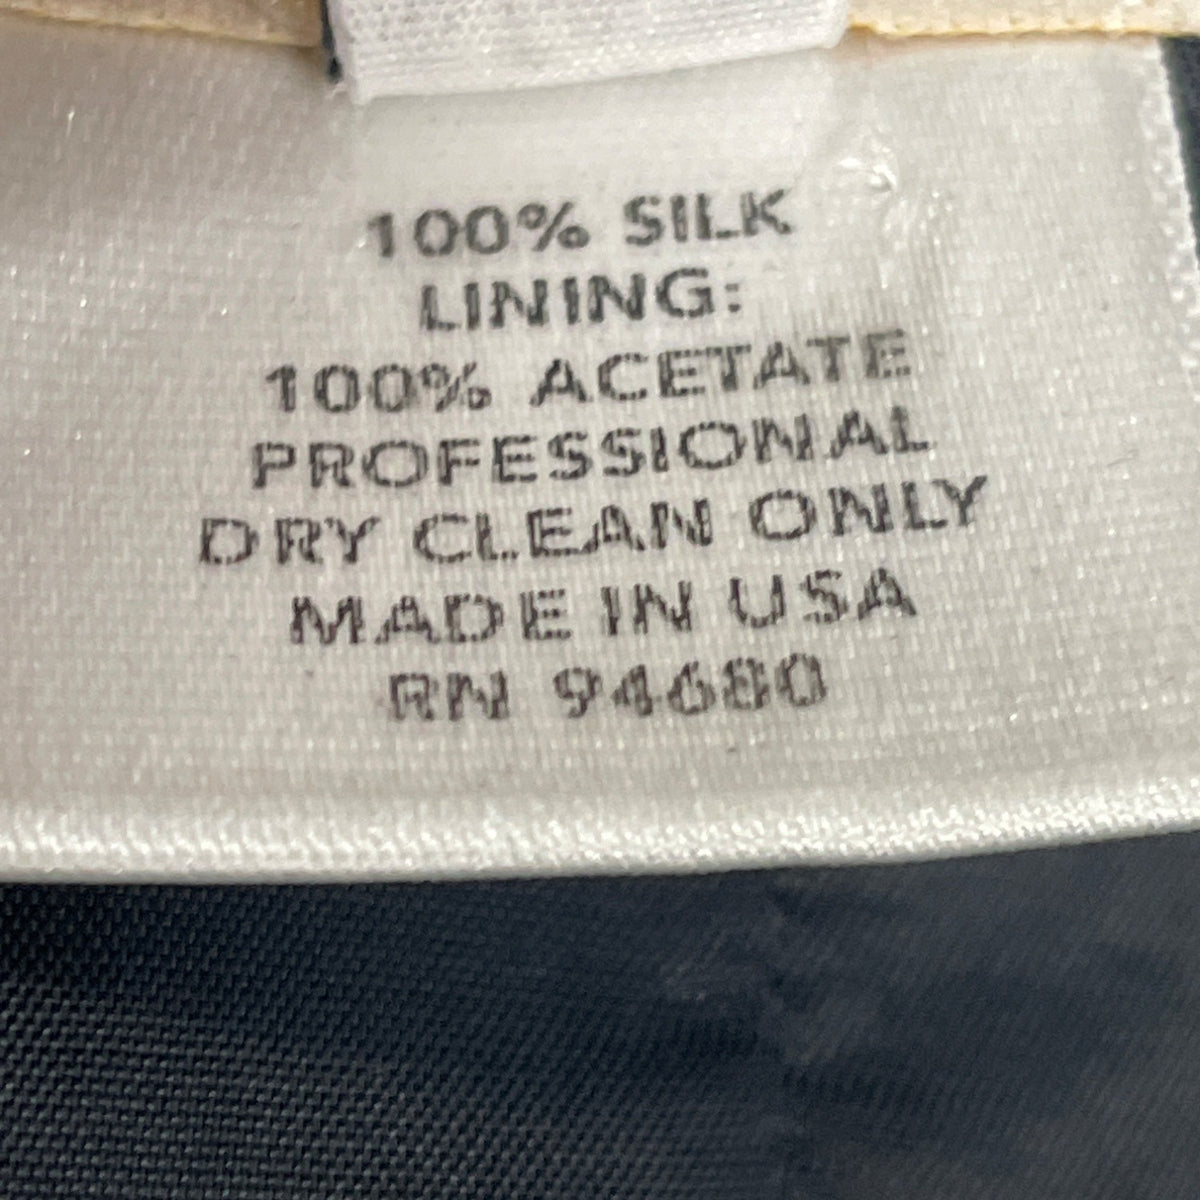 100% SILK
LINING:
100% ACETATE
PROFESSIONAL
DRY CLEAN ONLY
MADE IN USA
RN 94680